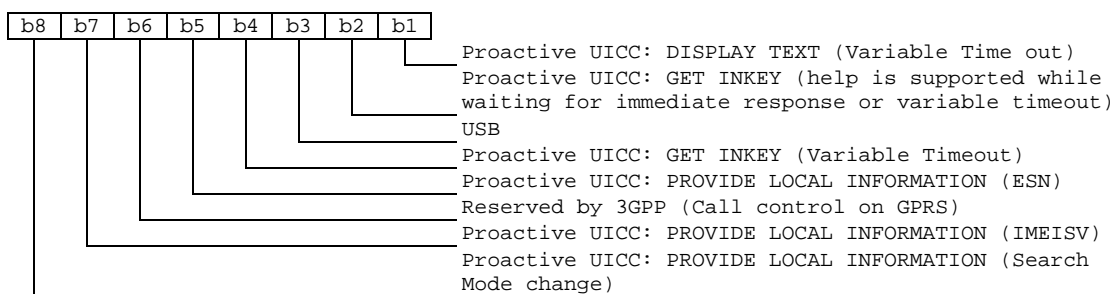 b8 b7 b6 b5 b4 b3 b2 b1
Proactive UICC: DISPLAY TEXT (Variable Time out)
Proactive UICC: GET INKEY (help is supported while
waiting for immediate response or variable timeout)
USB
Proactive UICC: GET INKEY (Variable Timeout)
Proactive UICC: PROVIDE LOCAL INFORMATION (ESN)
Reserved by 3GPP (Call control on GPRS)
Proactive UICC: PROVIDE LOCAL INFORMATION (IMEISV)
Proactive UICC: PROVIDE LOCAL INFORMATION (Search
Mode change)